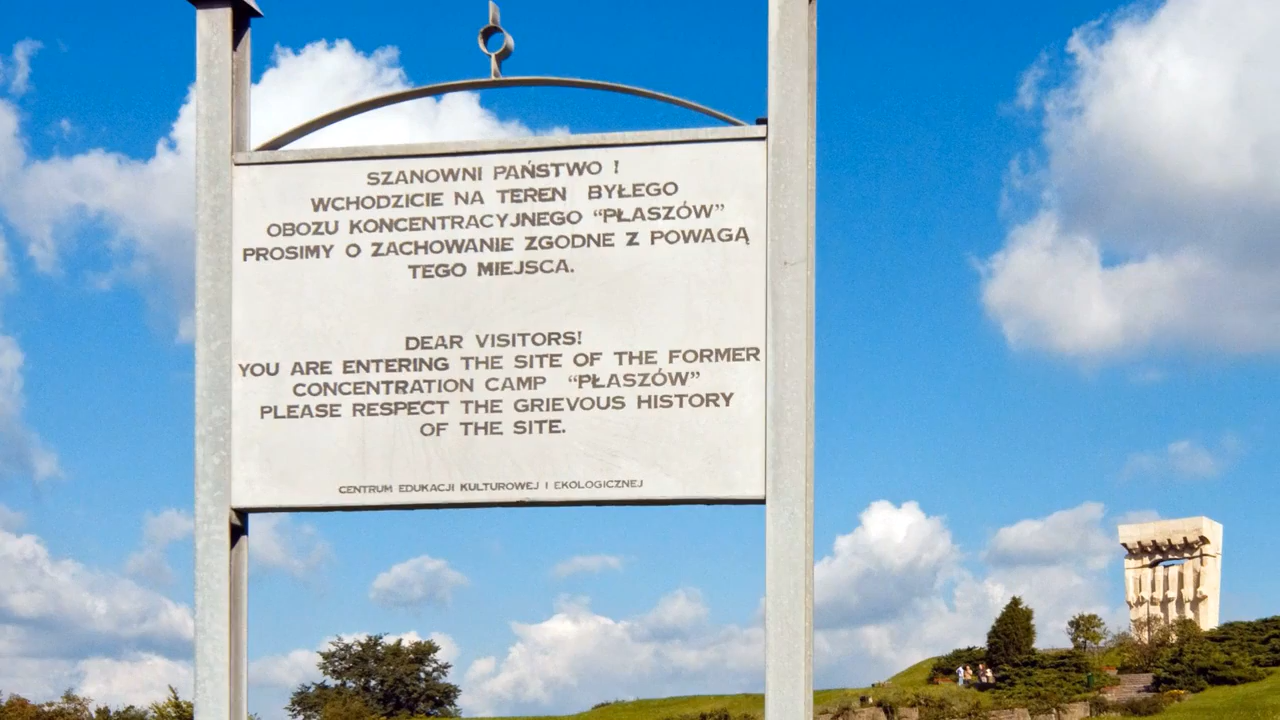 SZANOWNI PAŃSTWO !
WCHODZICIE NA TEREN BYŁEGO
OBOZU KONCENTRACYJNEGO “PŁASZÓW”
PROSIMY O ZACHOWANIE ZGODNE Z POWAGĄ
TEGO MIEJSCA.
DEAR VISITORS!
YOU ARE ENTERING THE SITE OF THE FORMER
CONCENTRATION CAMP “PŁASZÓW”
PLEASE RESPECT THE GRIEVOUS HISTORY
OF THE SITE.
CENTRUM EDUKACJI KULTUROWEJ I EKOLOGICZNEJ